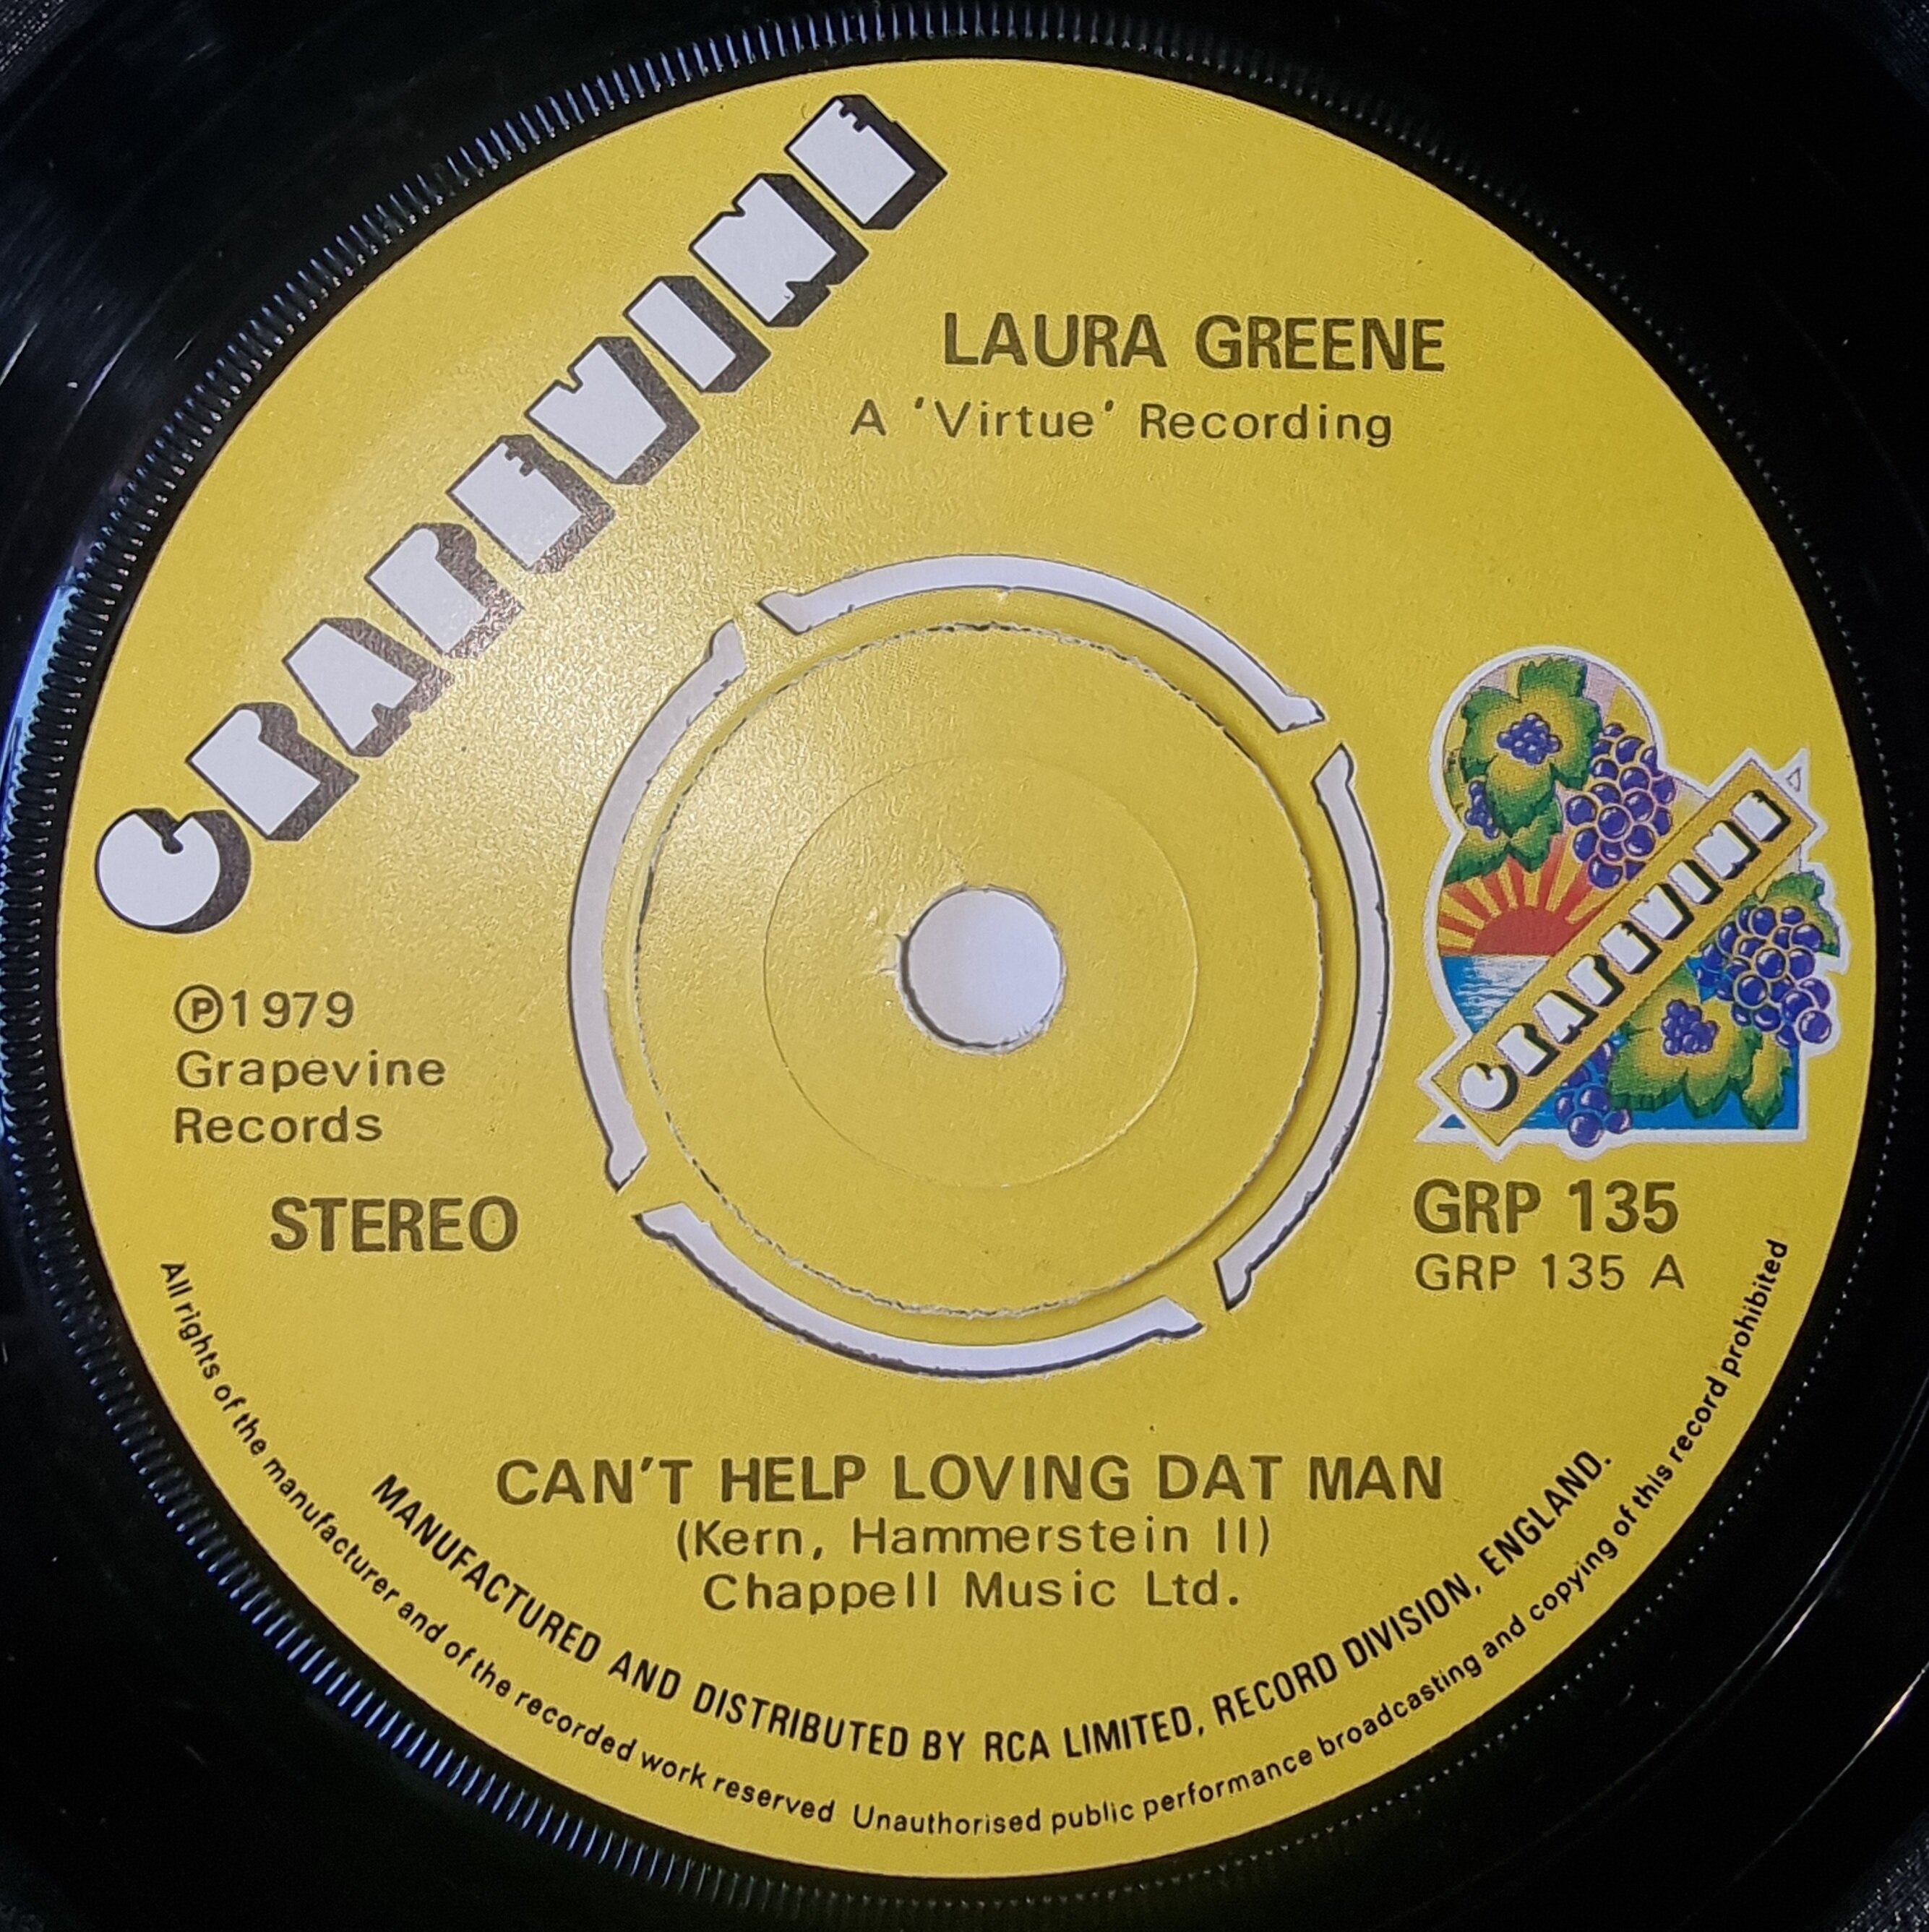 GRAPEVINE
LAURA GREENE
A 'Virtue' Recording
GRAPEVINE
Ⓟ1979
Grapevine
Records
STEREO
GRP 135
GRP 135 A
CAN'T HELP LOVING DAT MAN
(Kern, Hammerstein II)
Chappell Music Ltd.
MANUFACTURED AND DISTRIBUTED BY RCA LIMITED, RECORD DIVISION, ENGLAND.
All rights of the manufacturer and of the recorded work reserved Unauthorised public performance broadcasting and copying of this record prohibited